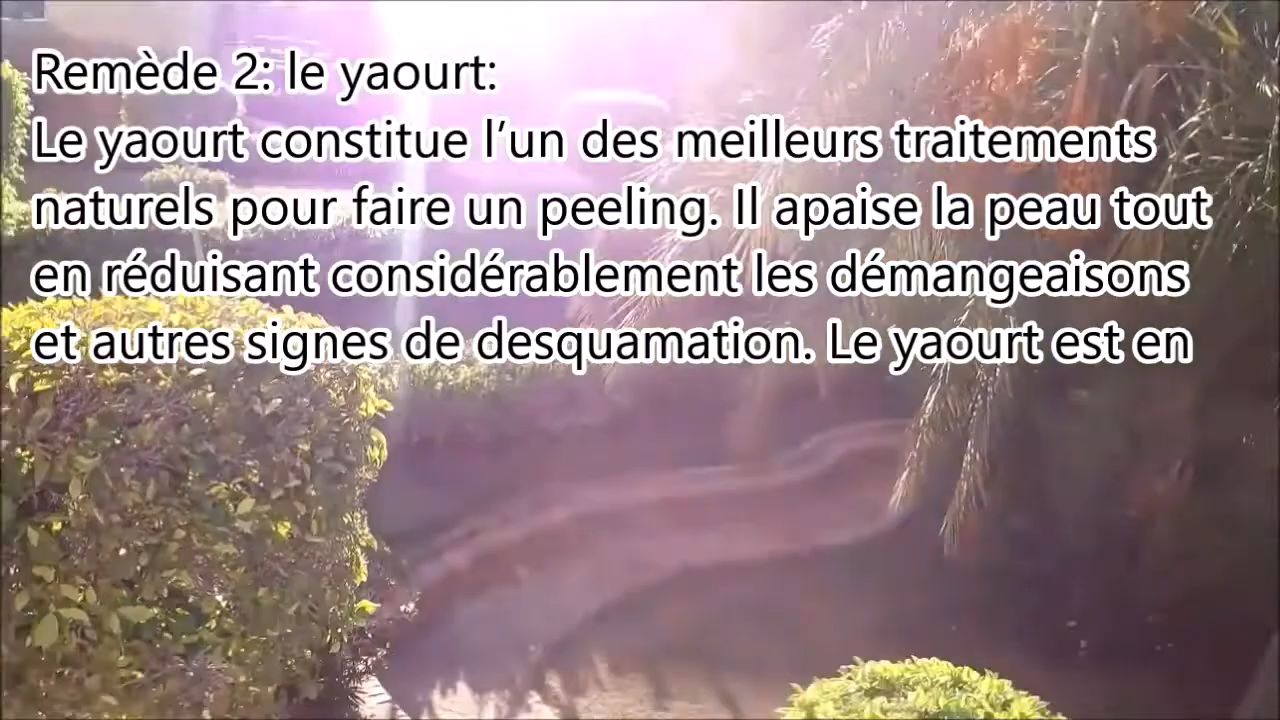 Remède 2: le yaourt:
Le yaourt constitue l’un des meilleurs traitements
naturels pour faire un peeling. Il apaise la peau tout
en réduisant considérablement les démangeaisons
et autres signes de desquamation. Le yaourt est en